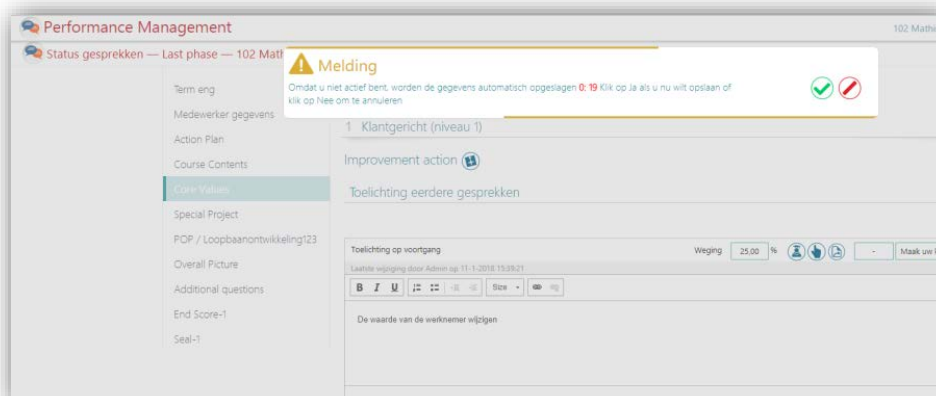 Performance Management
102 Mathi
Status gesprekken — Last phase — 102 Math
Melding
Omdat u niet actief bent, worden de gegevens automatisch opgeslagen 0: 19 Klik op Ja als u nu wilt opslaan of
klik op Nee om te annuleren
Term eng
Medewerker gegevens
Action Plan
Course Contents
Core Values
Special Project
POP / Loopbaanontwikkeling123
Overall Picture
Additional questions
End Score-1
Seal-1
1 Klantgericht (niveau 1)
Improvement action
Toelichting eerdere gesprekken
Toelichting op voortgang
Weging 25,00 % - Maak uw k
Laatste wijziging door Admin op 11-1-2018 15:39:21
B I U Size
De waarde van de werknemer wijzigen